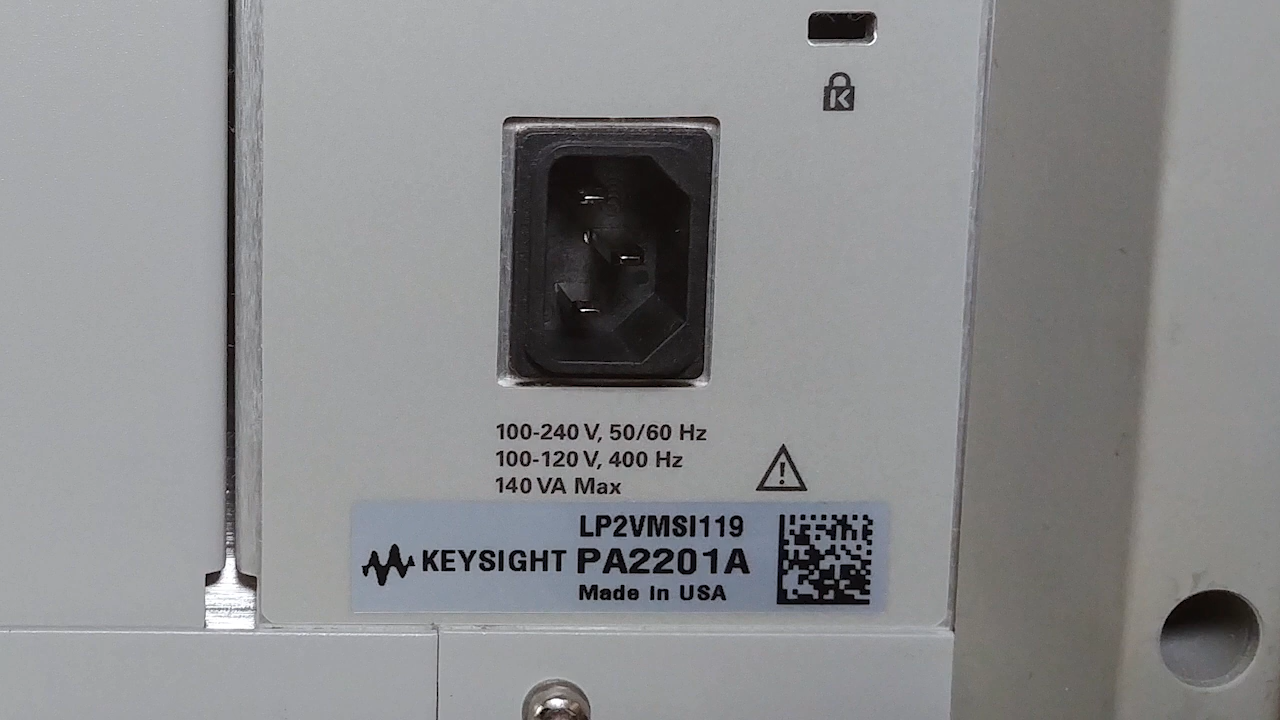 100-240 V, 50/60 Hz
100-120 V, 400 Hz
140 VA Max
LP2VMSI119
KEYSIGHT PA2201A
Made in USA